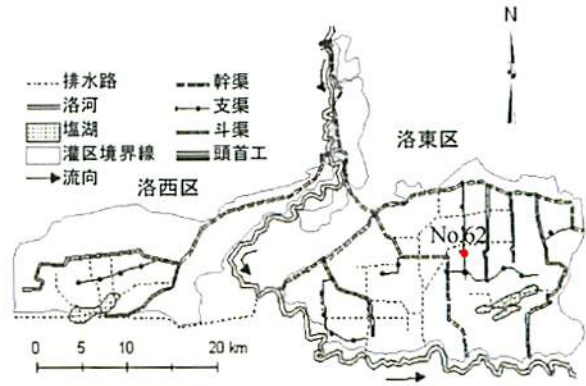 N
排水路
幹渠
洛河
支渠
塩湖
斗渠
灌区境界線
頭首工
流向
洛東区
洛西区
No.62
0 5 10 20 km